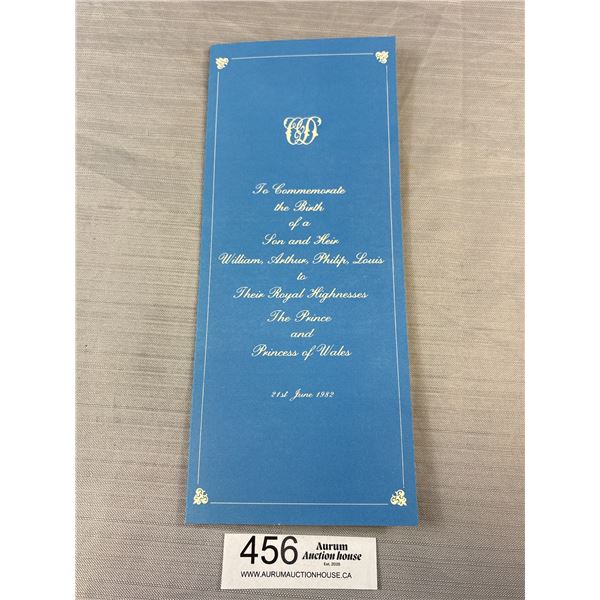 C&D
To Commemorate
the Birth
of a
Son and Heir
William, Arthur, Philip, Louis
to
Their Royal Highnesses
The Prince
and
Princess of Wales
21st June 1982
456
Aurum
Auction house
Est. 2025
WWW.AURUMAUCTIONHOUSE.CA